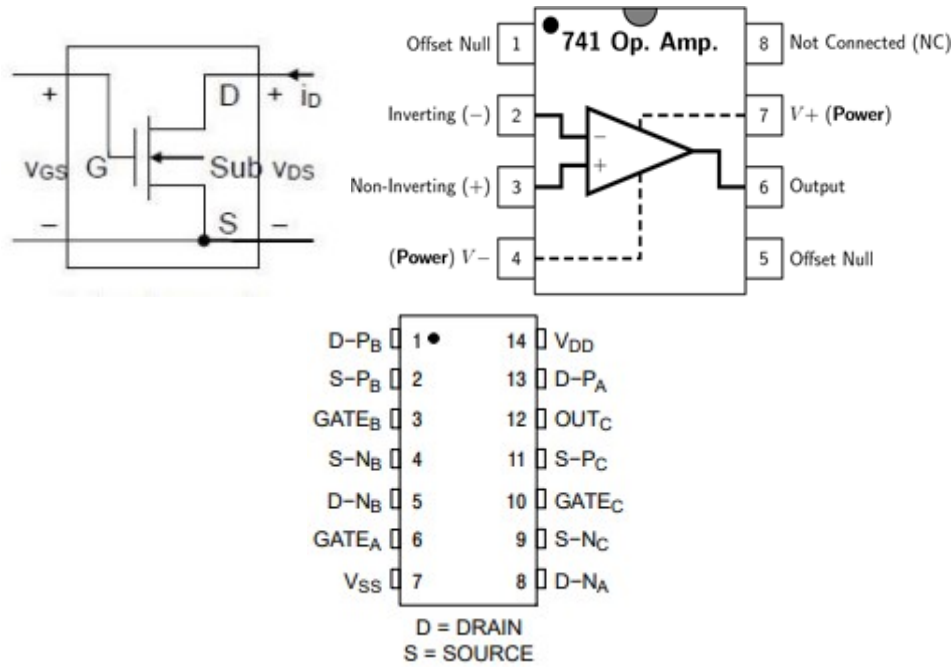 D
+ iD
+
vGS G Sub vDS
− S −
741 Op. Amp.
Offset Null 1
Inverting (−) 2
Non-Inverting (+) 3
(Power) V− 4
−
+
8 Not Connected (NC)
7 V+ (Power)
6 Output
5 Offset Null
D−PB 1
S−PB 2
GATEB 3
S−NB 4
D−NB 5
GATEA 6
VSS 7
14 VDD
13 D−PA
12 OUTC
11 S−PC
10 GATEC
9 S−NC
8 D−NA
D = DRAIN
S = SOURCE